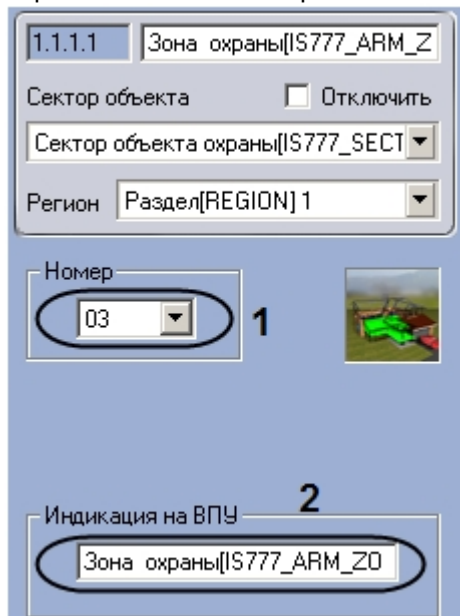 1.1.1.1 Зона охраны[IS777_ARM_Z
Сектор объекта Отключить
Сектор объекта охраны[IS777_SECT
Регион Раздел[REGION] 1
Номер
03 1
2
Индикация на ВПУ
Зона охраны[IS777_ARM_ZO